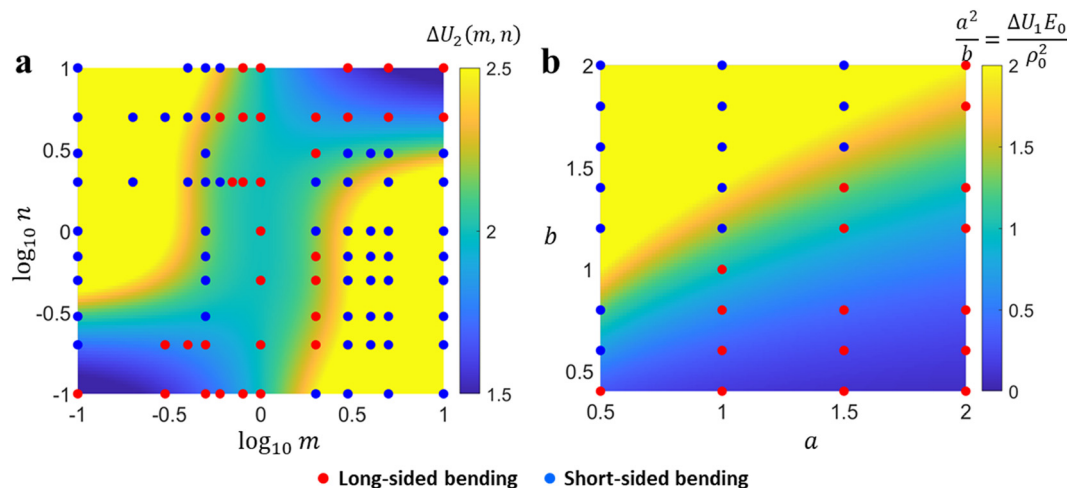 a
ΔU₂(m, n)
1
0.5
0
-0.5
-1
log₁₀ n
-1
-0.5
0
0.5
1
log₁₀ m
2.5
2
1.5
b
a²/b = ΔU₁E₀/ρ₀²
2
1.5
1
0.5
b
0.5
1
1.5
2
a
2
1.5
1
0.5
0
Long-sided bending
Short-sided bending